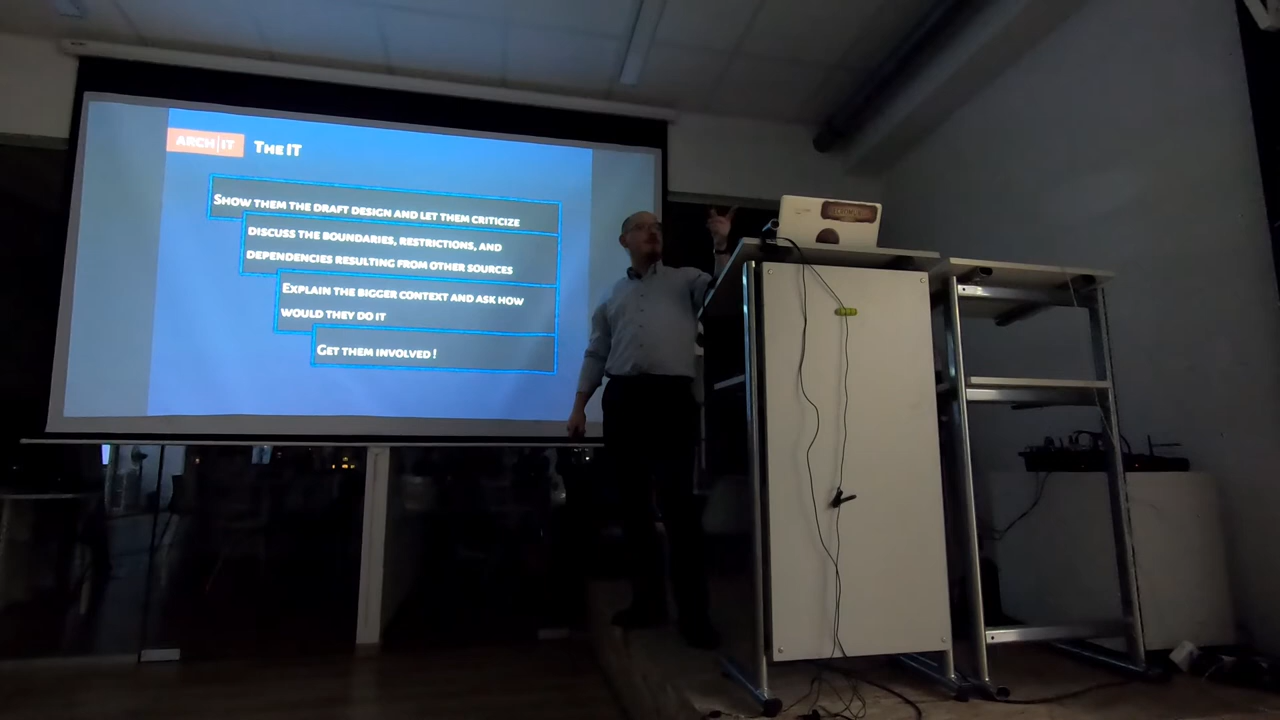 ARCH|IT
The IT
Show them the draft design and let them criticize
discuss the boundaries, restrictions, and
dependencies resulting from other sources
Explain the bigger context and ask how
would they do it
Get them involved !